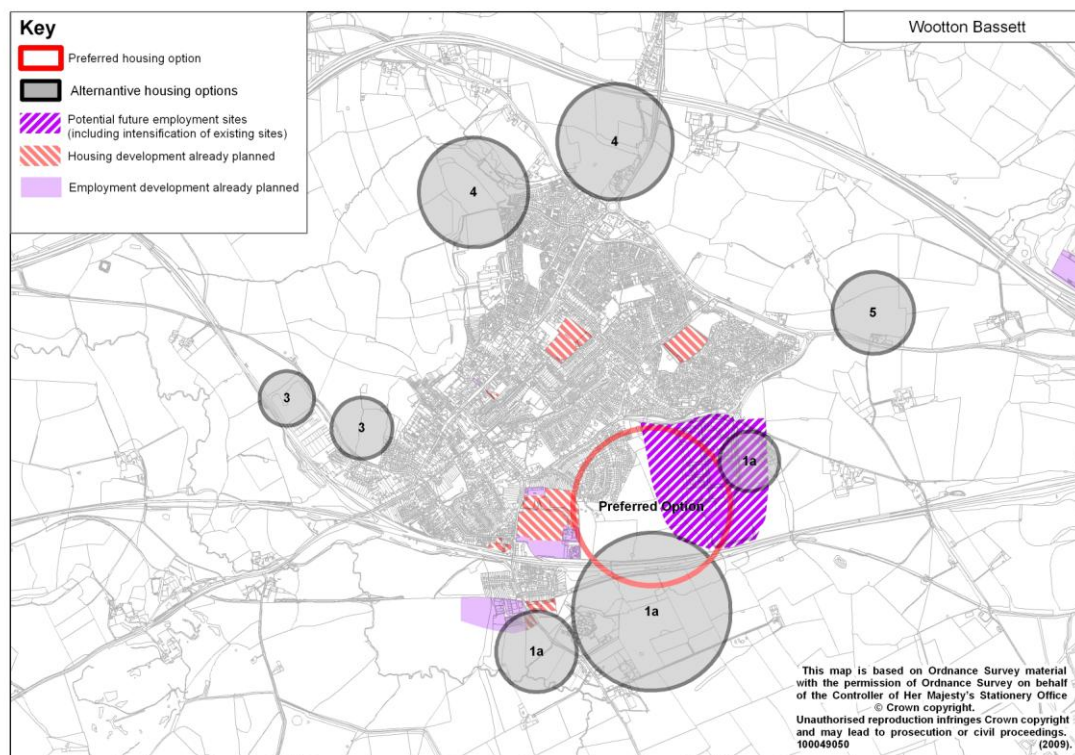 Key
Preferred housing option
Alternantive housing options
Potential future employment sites
(including intensification of existing sites)
Housing development already planned
Employment development already planned
Wootton Bassett
4
4
5
3
3
1a
Preferred Option
1a
1a
This map is based on Ordnance Survey material
with the permission of Ordnance Survey on behalf
of the Controller of Her Majesty's Stationery Office
© Crown copyright.
Unauthorised reproduction infringes Crown copyright
and may lead to prosecution or civil proceedings.
100049050 (2009)